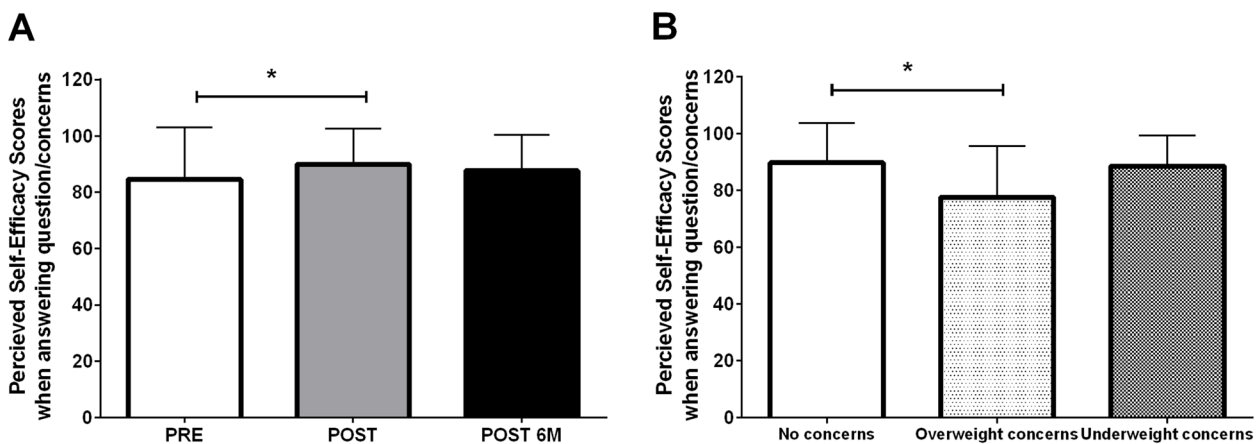 A
Percieved Self-Efficacy Scores
when answering question/concerns
120
100
80
60
40
20
0
*
PRE
POST
POST 6M
B
Percieved Self-Efficacy Scores
when answering question/concerns
120
100
80
60
40
20
0
*
No concerns
Overweight concerns
Underweight concerns